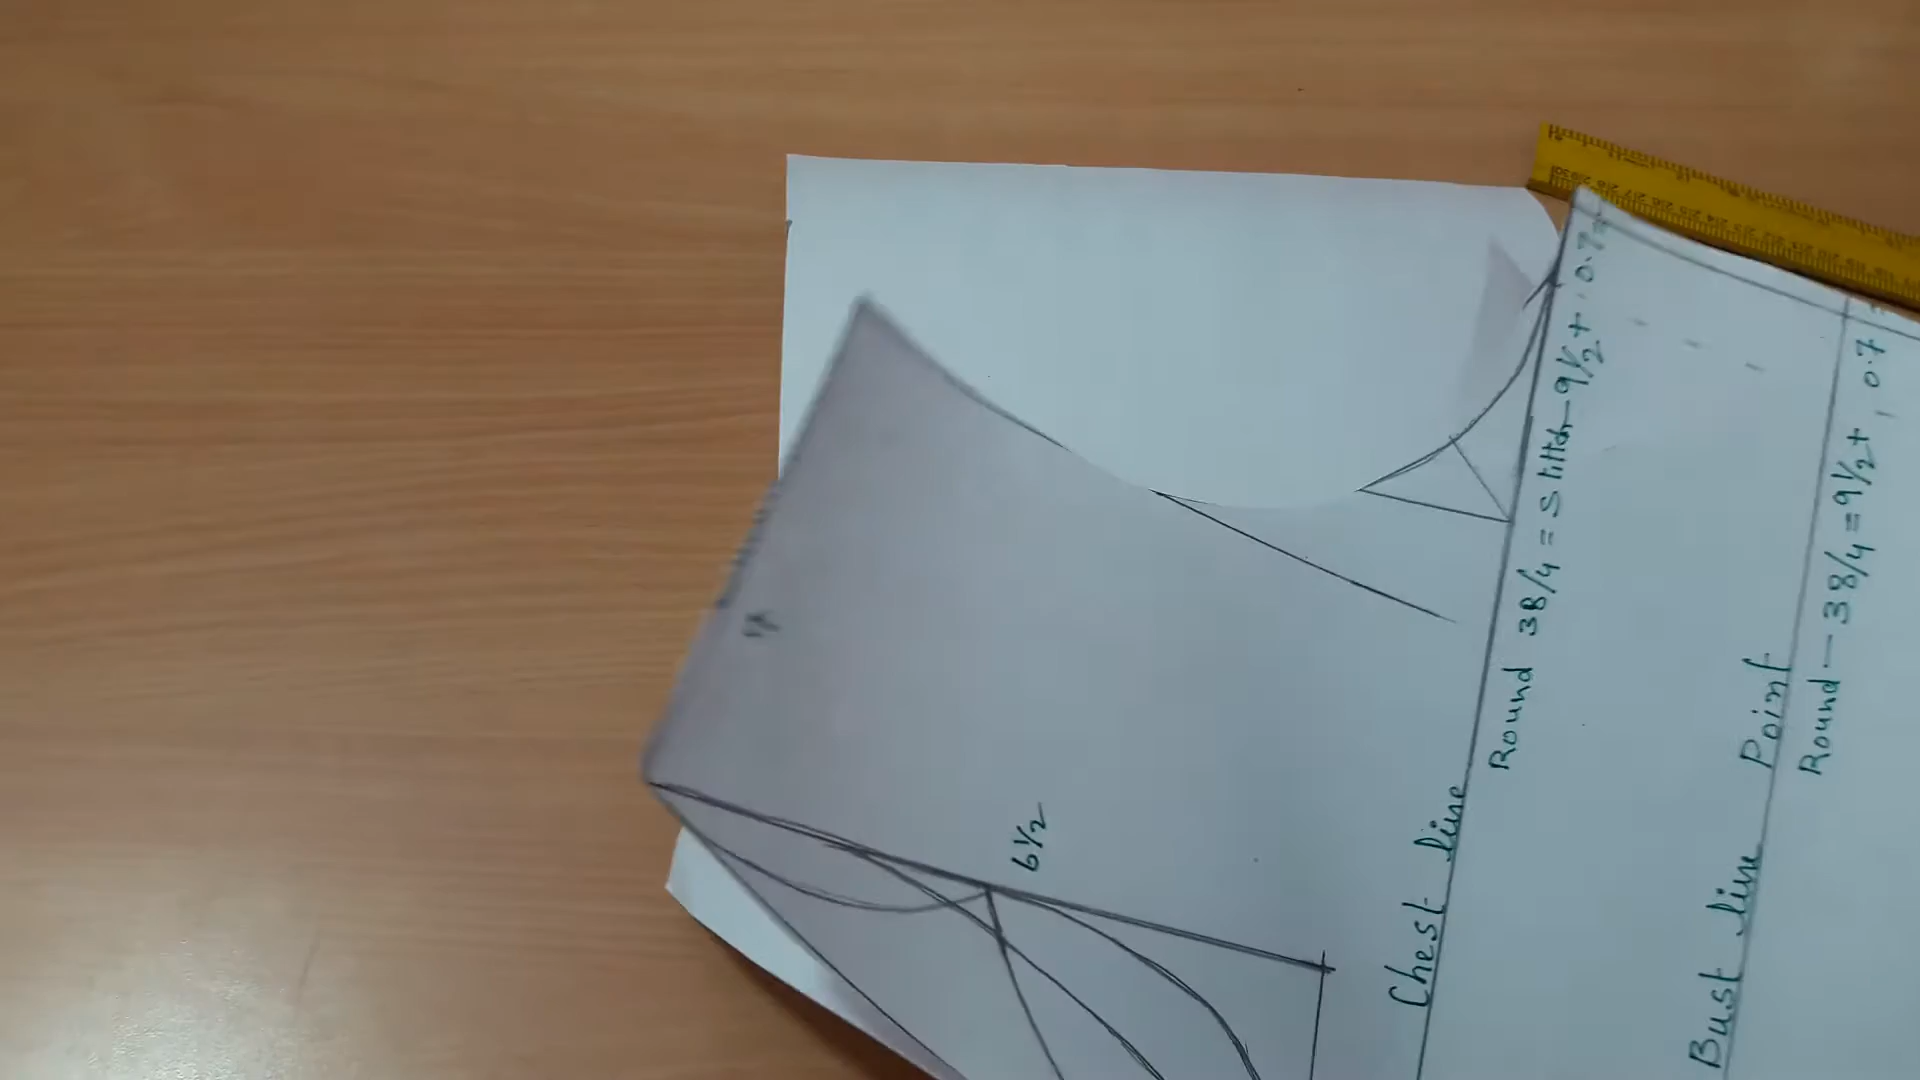 6½
Chest line
Round 38/4 = Stitch – 9½ + , 0.7 =
Bust line Point
Round – 38/4 = 9½ + , 0.7 =